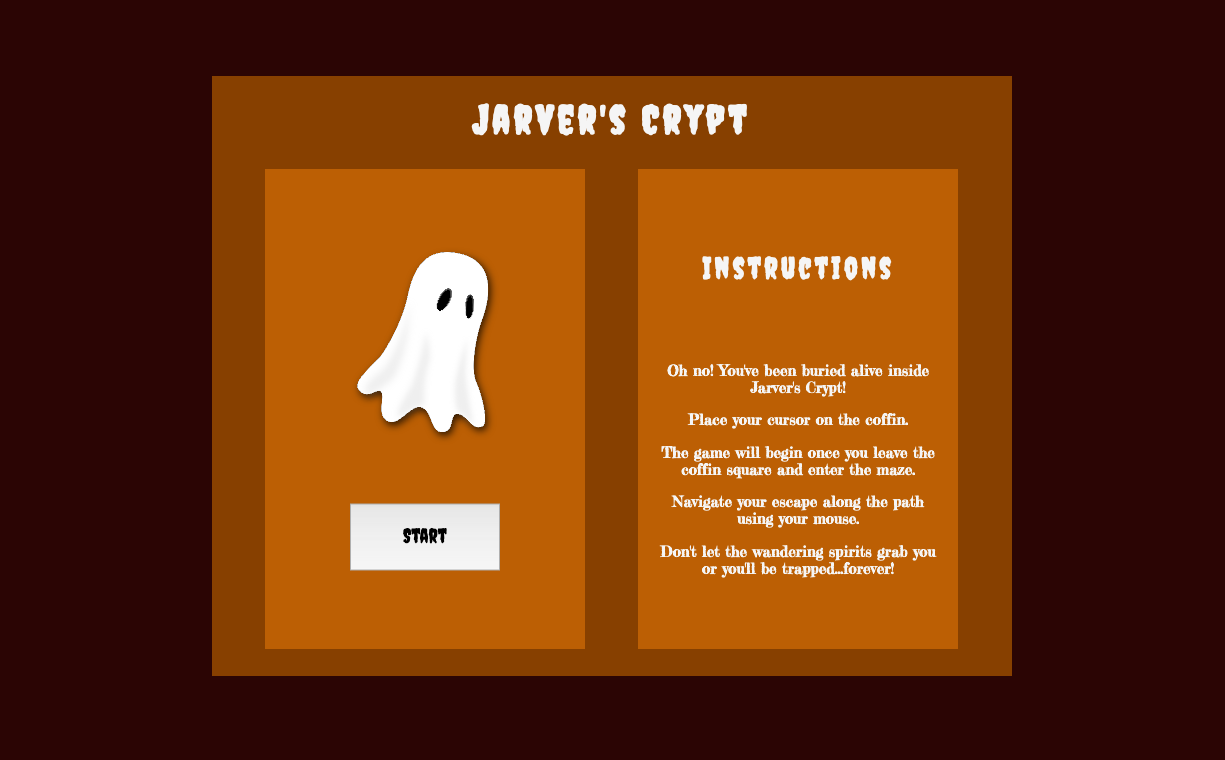 JARVER'S CRYPT
START
INSTRUCTIONS
Oh no! You've been buried alive inside
Jarver's Crypt!
Place your cursor on the coffin.
The game will begin once you leave the
coffin square and enter the maze.
Navigate your escape along the path
using your mouse.
Don't let the wandering spirits grab you
or you'll be trapped...forever!